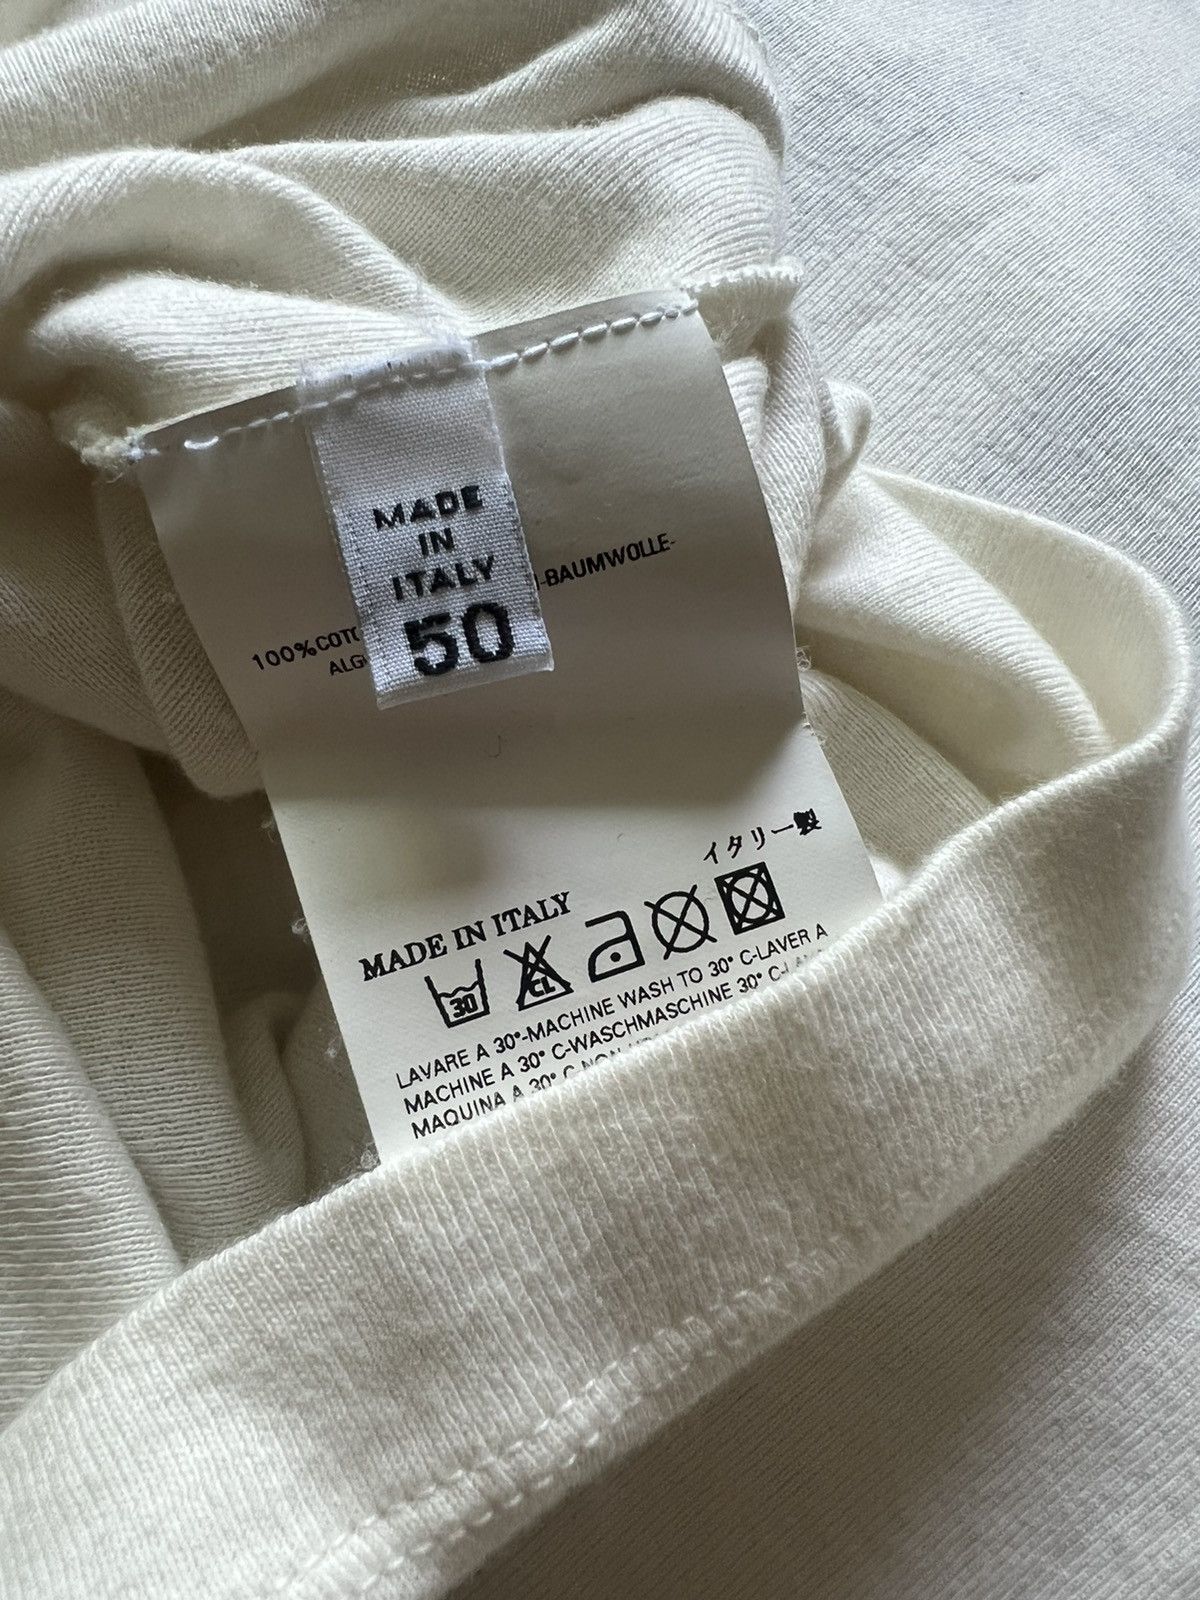 MADE
IN
ITALY
50
100%COTO -BAUMWOLLE-
ALG
イタリー製
MADE IN ITALY
30 CL
LAVARE A 30°-MACHINE WASH TO 30° C-LAVER A
MACHINE A 30° C-WASCHMASCHINE 30° C-
MAQUINA A 30° C-NON